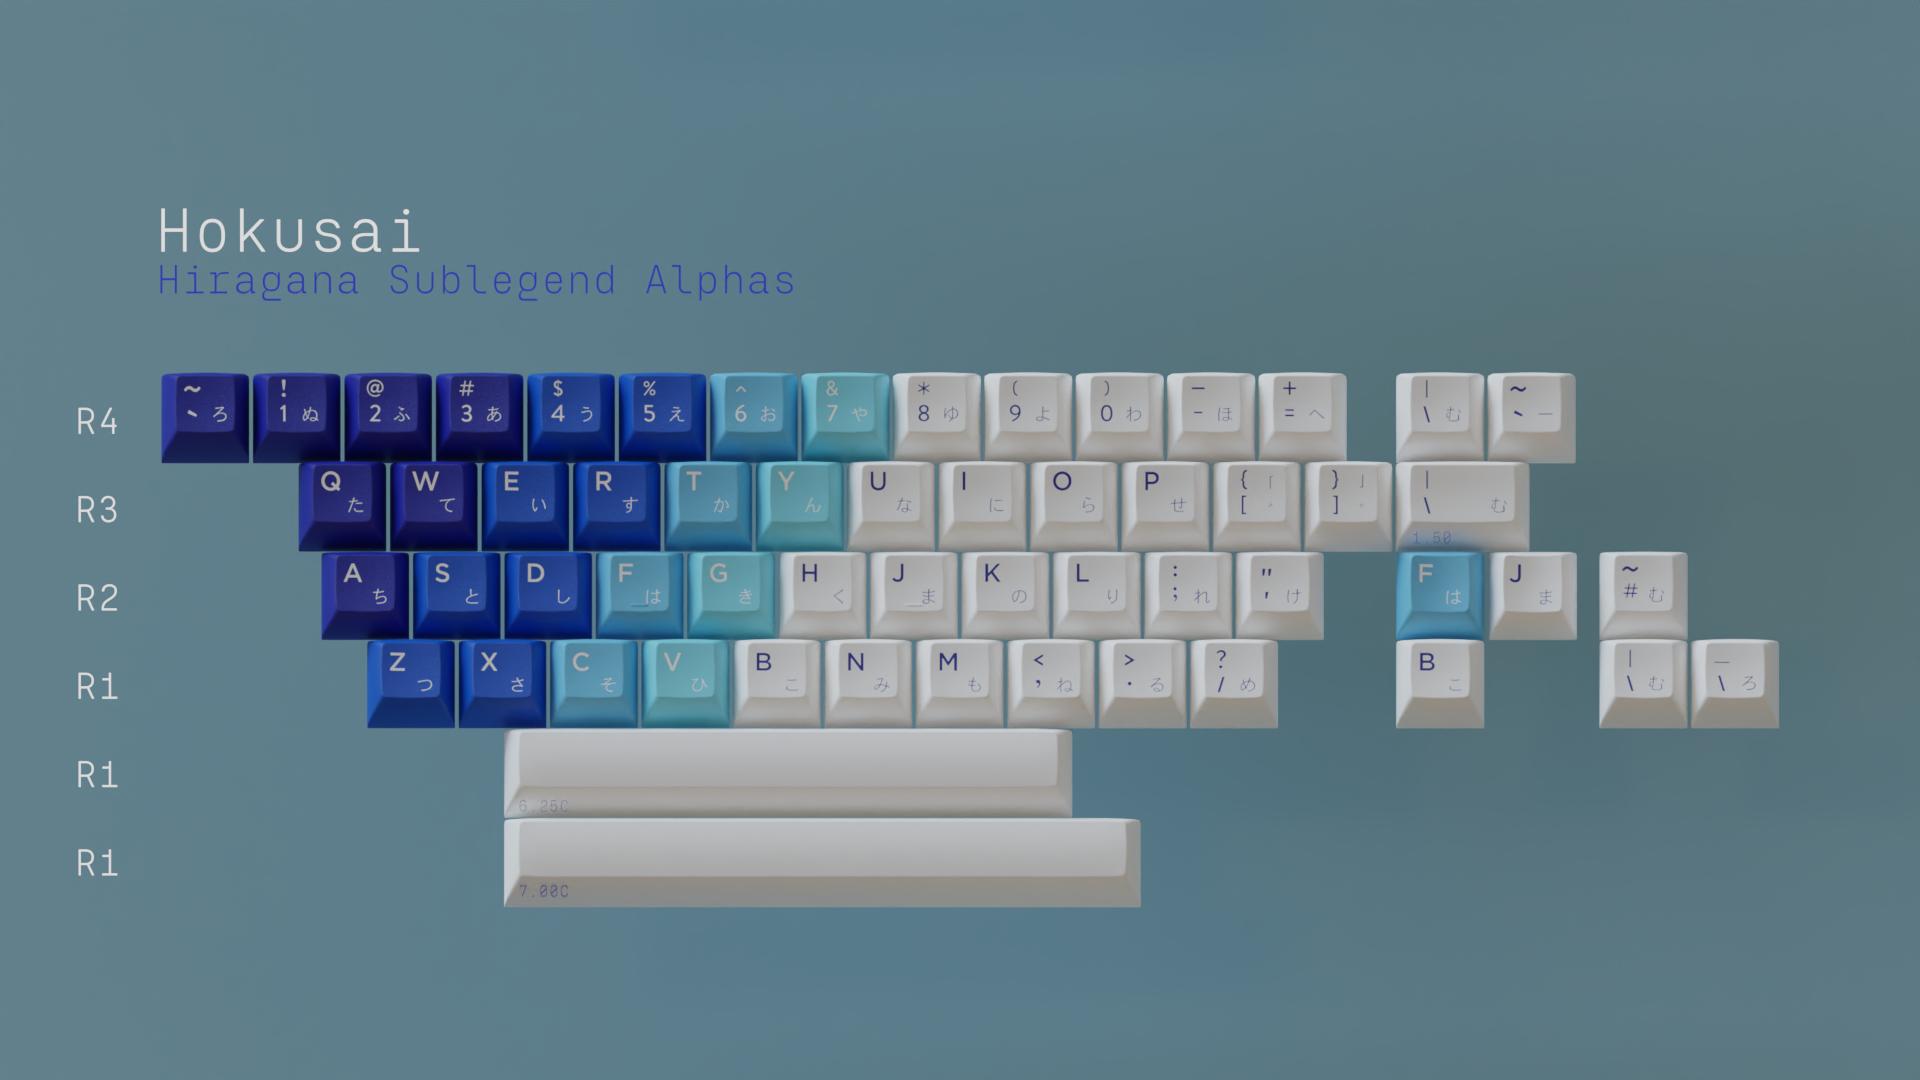 Hokusai
Hiragana Sublegend Alphas
R4 ~ ` ろ ! 1 ぬ @ 2 ふ # 3 あ $ 4 う % 5 え ^ 6 お & 7 や * 8 ゆ ( 9 よ ) 0 わ — - ほ + = へ | \ む ~ ` —
R3 Q た W て E い R す T か Y ん U な I に O ら P せ { [ 「 } ] 」 | \ む 1.50
R2 A ち S と D し F は G き H く J ま K の L り : ; れ " ' け F は J ま ~ # む
R1 Z つ X さ C そ V ひ B こ N み M も < , ね > . る ? / め B こ | \ む — \ ろ
R1 6.25C
R1 7.00C